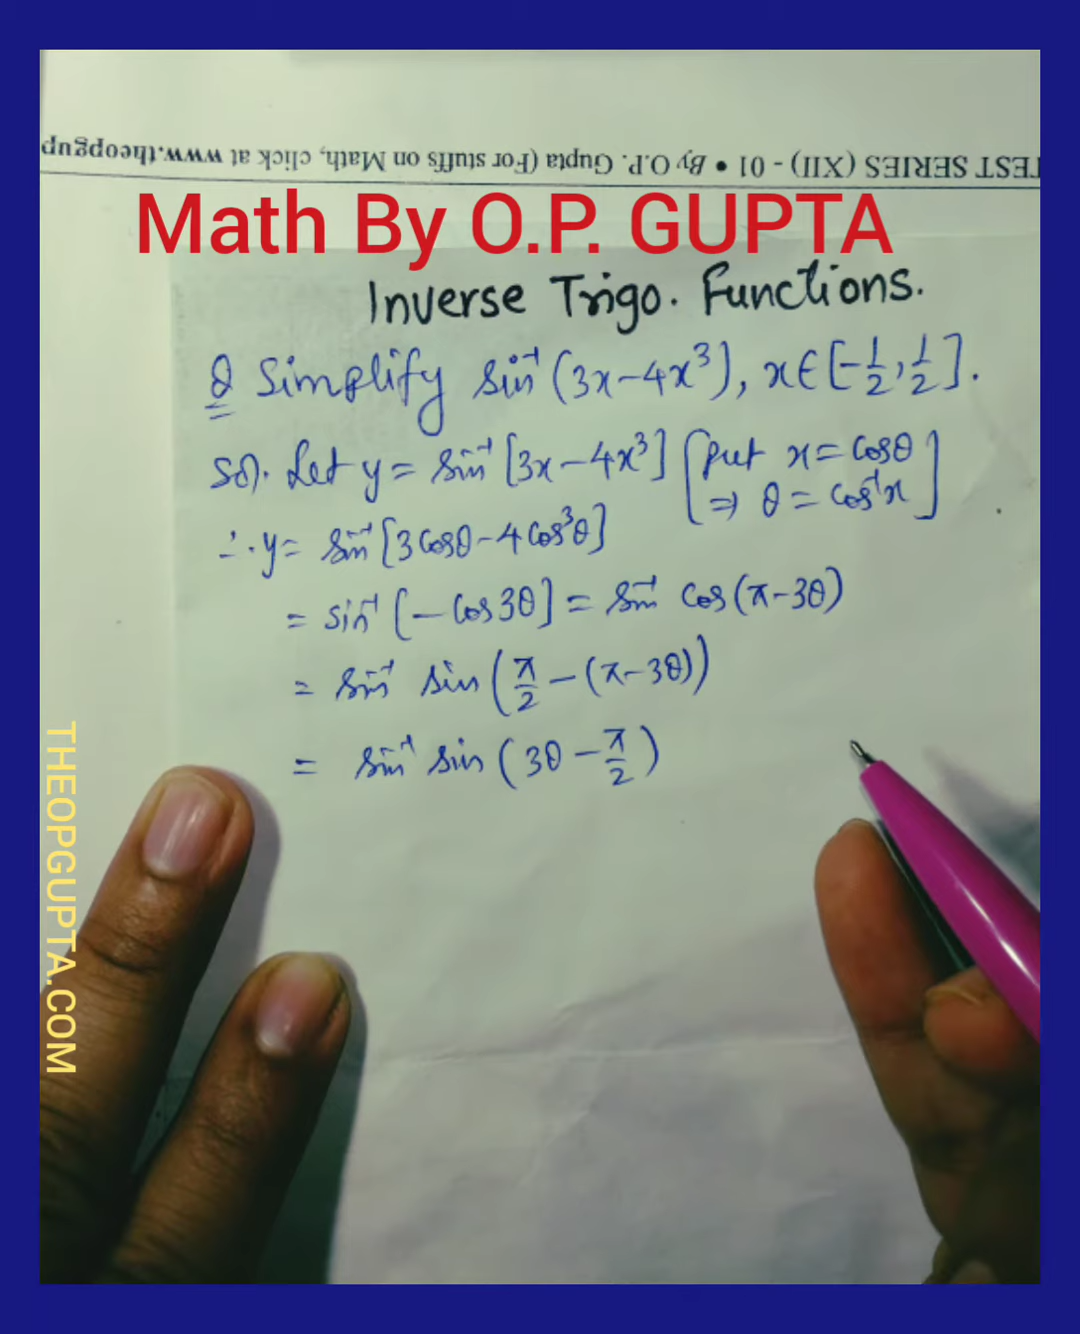 TEST SERIES (XII) - 01 • By O.P. Gupta (For stuffs on Math, click at www.theopgup
Math By O.P. GUPTA
Inverse Trigo. Functions.
Q Simplify sin⁻¹(3x-4x³), x∈[-1/2, 1/2].
Sol. Let y = sin⁻¹[3x-4x³] [Put x = cosθ
⇒ θ = cos⁻¹x]
∴ y = sin⁻¹[3cosθ-4cos³θ]
= sin⁻¹[-cos3θ] = sin⁻¹ cos(π-3θ)
= sin⁻¹ sin(π/2-(π-3θ))
= sin⁻¹ sin(3θ-π/2)
THEOPGUPTA.COM